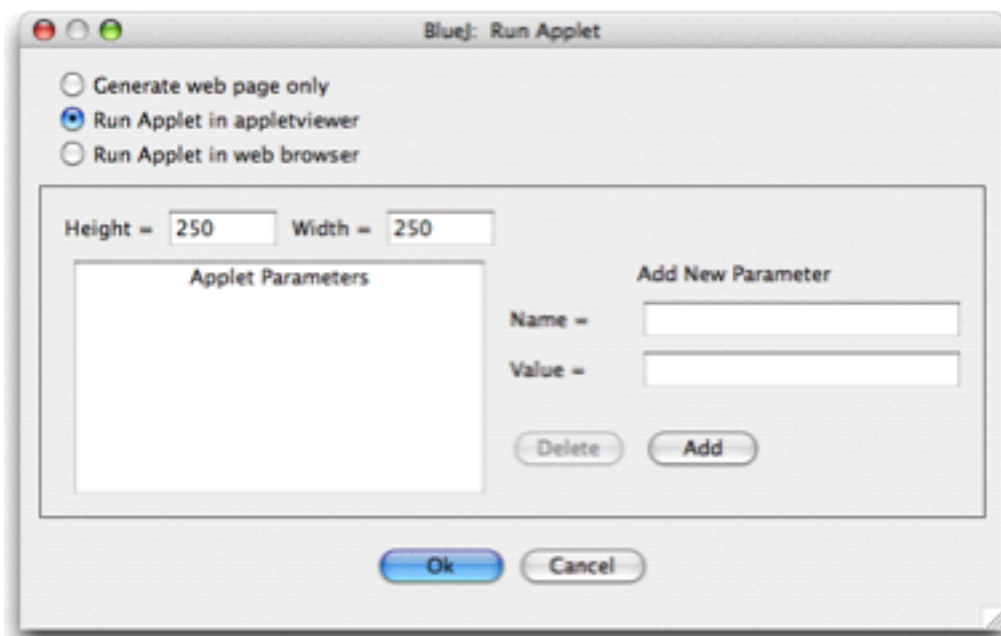 BlueJ: Run Applet
Generate web page only
Run Applet in appletviewer
Run Applet in web browser
Height = 250 Width = 250
Applet Parameters
Add New Parameter
Name =
Value =
Delete Add
Ok Cancel